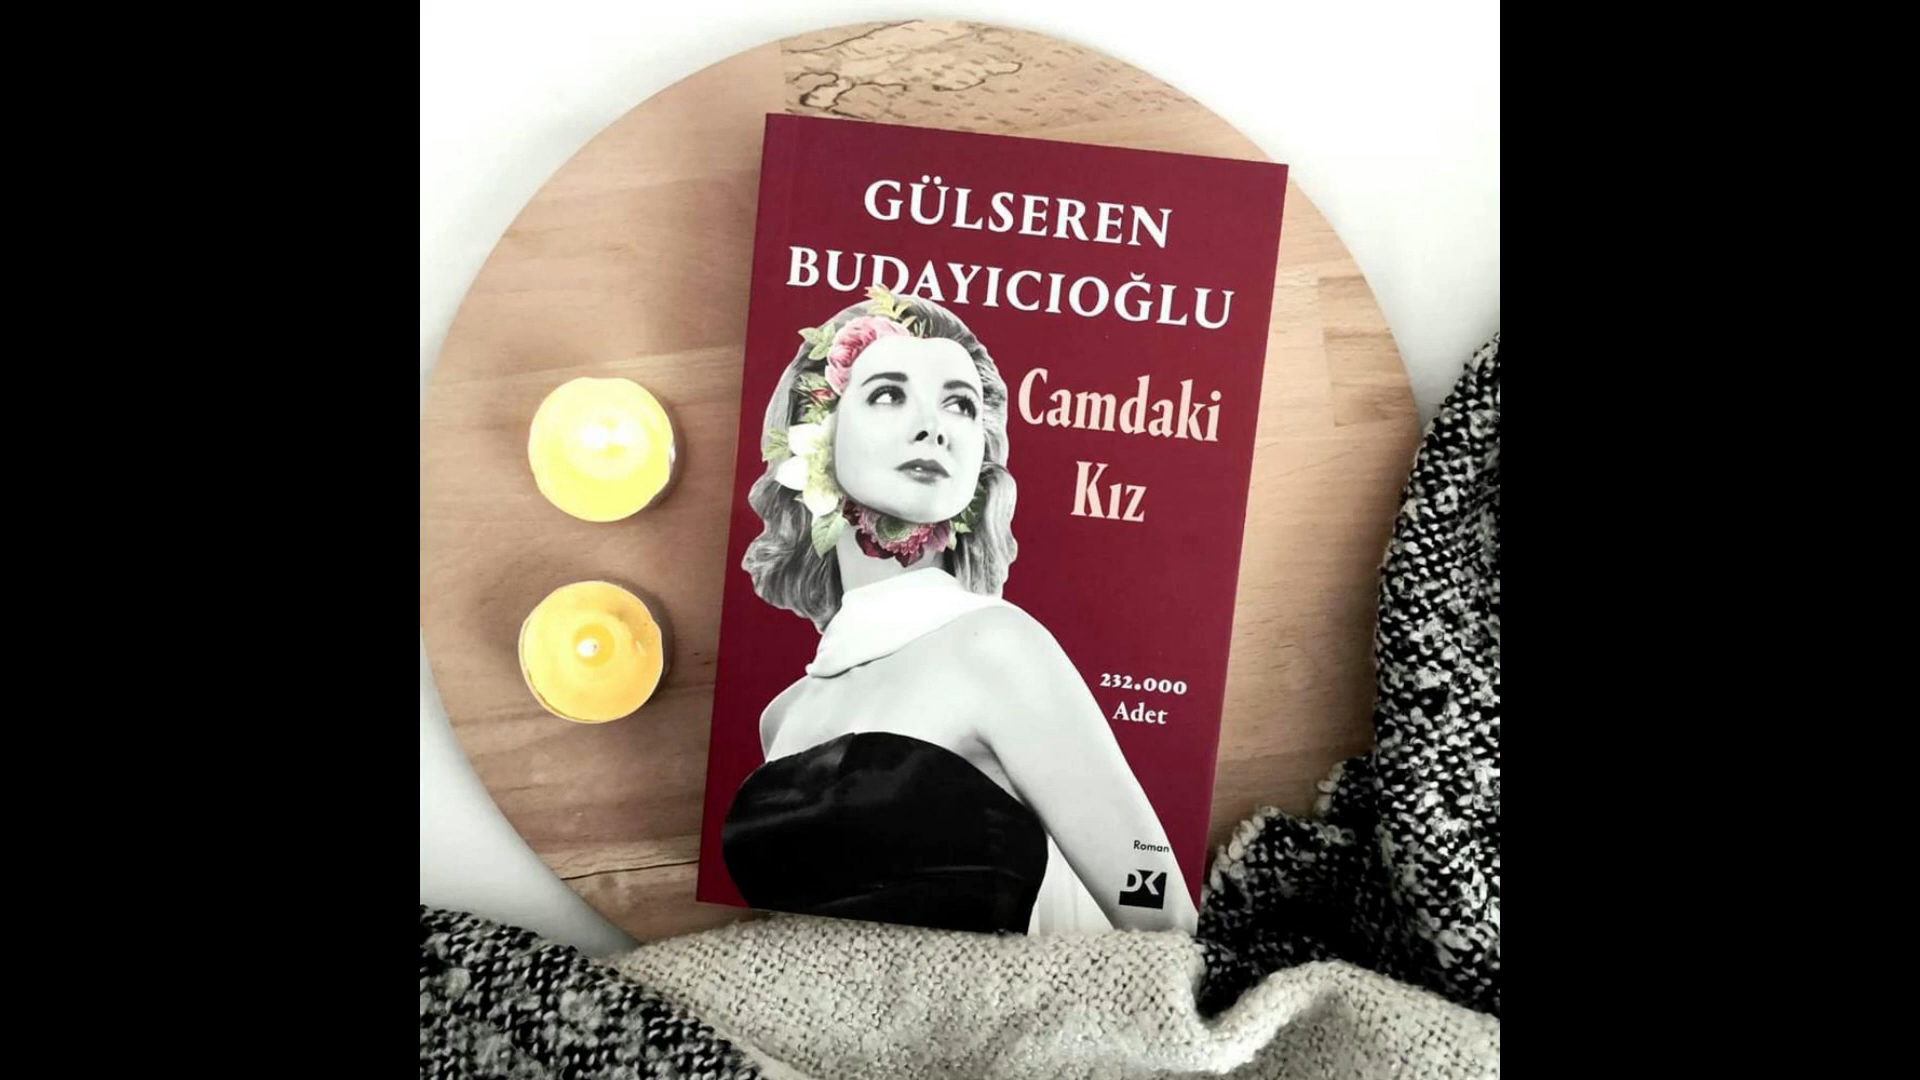 GÜLSEREN
BUDAYICIOĞLU
Camdaki
Kız
232.000
Adet
Roman
DK